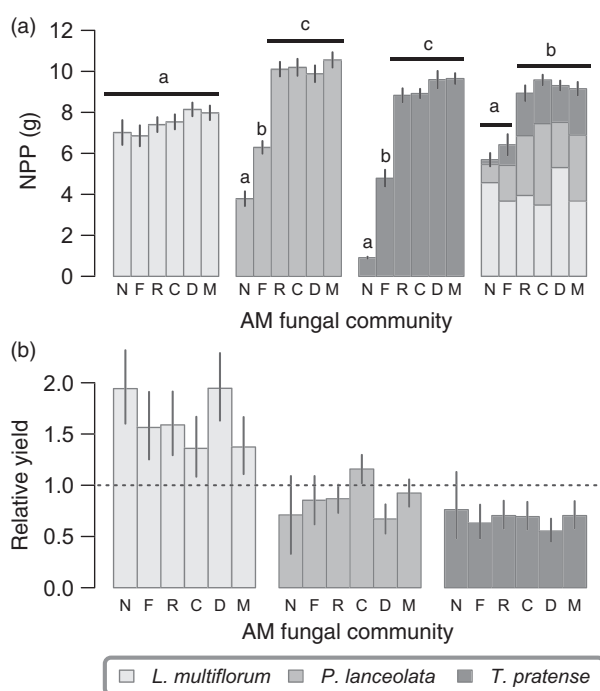 (a)
NPP (g)
12
10
8
6
4
2
0
a
a
b
c
a
b
c
a
b
N F R C D M N F R C D M N F R C D M N F R C D M
AM fungal community
(b)
Relative yield
2.0
1.5
1.0
0.5
0.0
N F R C D M N F R C D M N F R C D M
AM fungal community
L. multiflorum P. lanceolata T. pratense